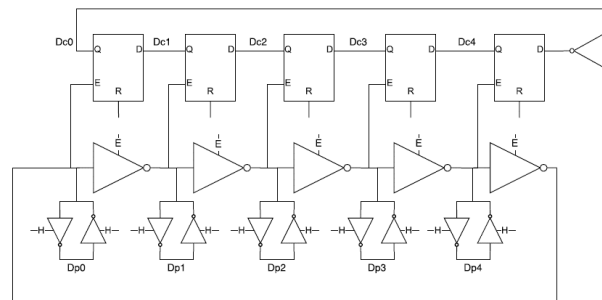 Dc0 Dc1 Dc2 Dc3 Dc4
Q D Q D Q D Q D Q D
E E E E E
R R R R R
E E E E E
H H H H H H H H H H
Dp0 Dp1 Dp2 Dp3 Dp4